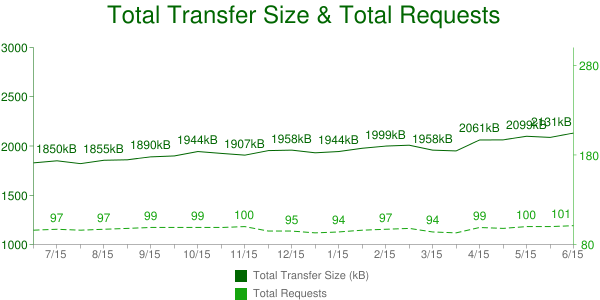 Total Transfer Size & Total Requests
3000
2500
2000
1500
1000
280
180
80
1850kB 1855kB 1890kB 1944kB 1907kB 1958kB 1944kB 1999kB 1958kB 2061kB 2099kB 2131kB
97 97 99 99 100 95 94 97 94 99 100 101
7/15 8/15 9/15 10/15 11/15 12/15 1/15 2/15 3/15 4/15 5/15 6/15
Total Transfer Size (kB)
Total Requests